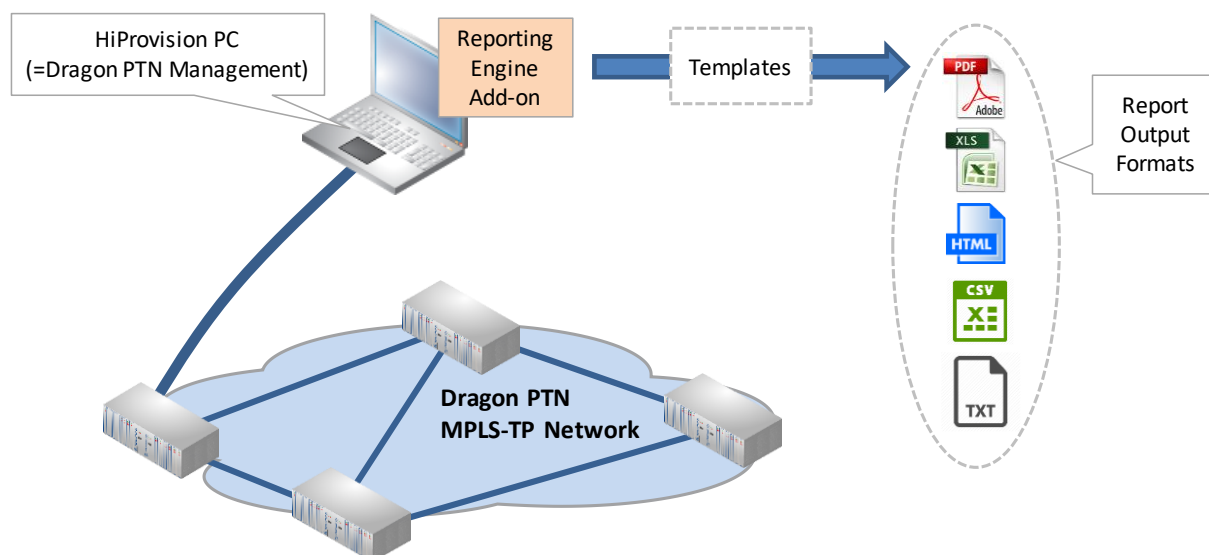 HiProvision PC
(=Dragon PTN Management)
Reporting
Engine
Add-on
Templates
PDF
Adobe
XLS
HTML
CSV
TXT
Report
Output
Formats
Dragon PTN
MPLS-TP Network